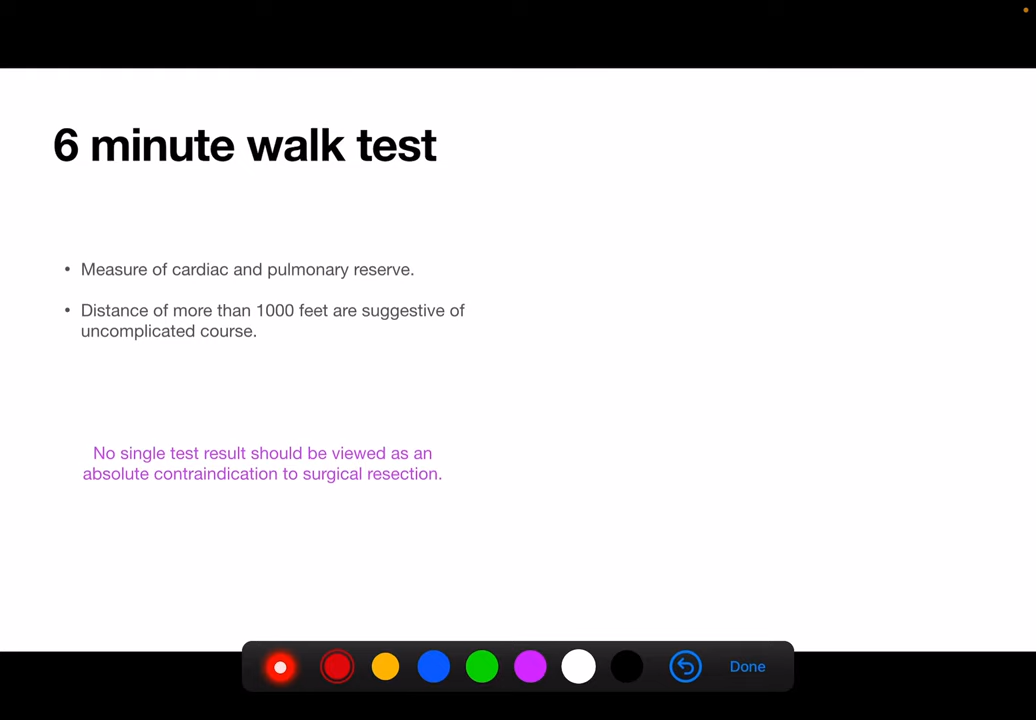 6 minute walk test
• Measure of cardiac and pulmonary reserve.
• Distance of more than 1000 feet are suggestive of
uncomplicated course.
No single test result should be viewed as an
absolute contraindication to surgical resection.
Done